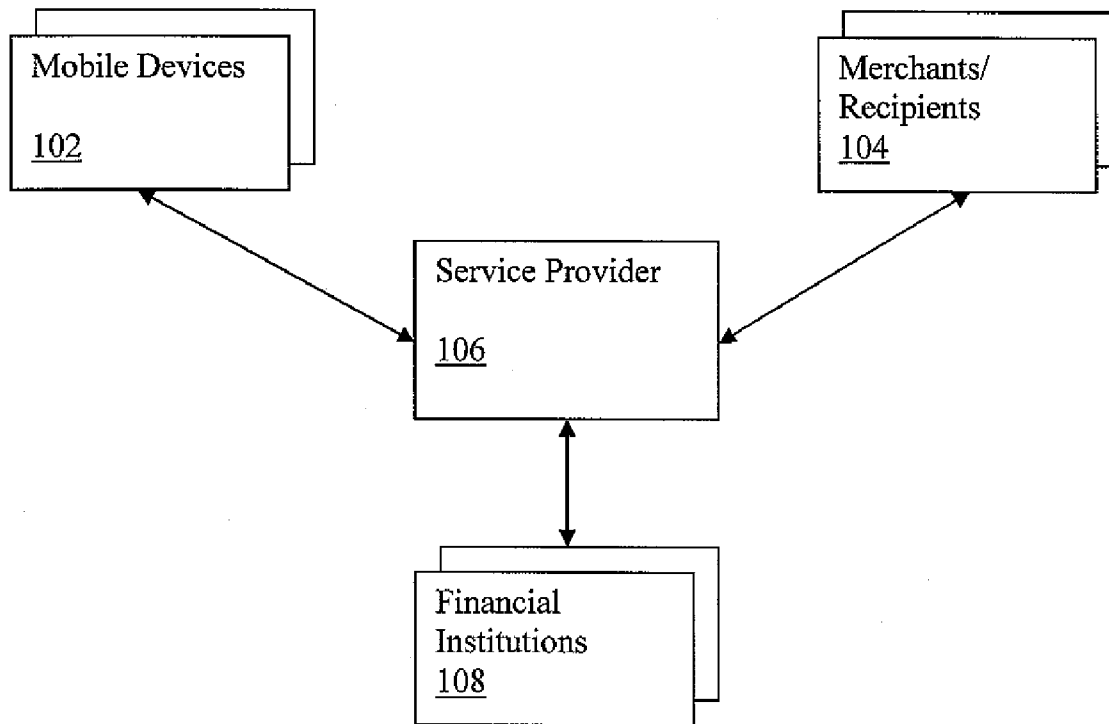 Mobile Devices
102
Merchants/
Recipients
104
Service Provider
106
Financial
Institutions
108